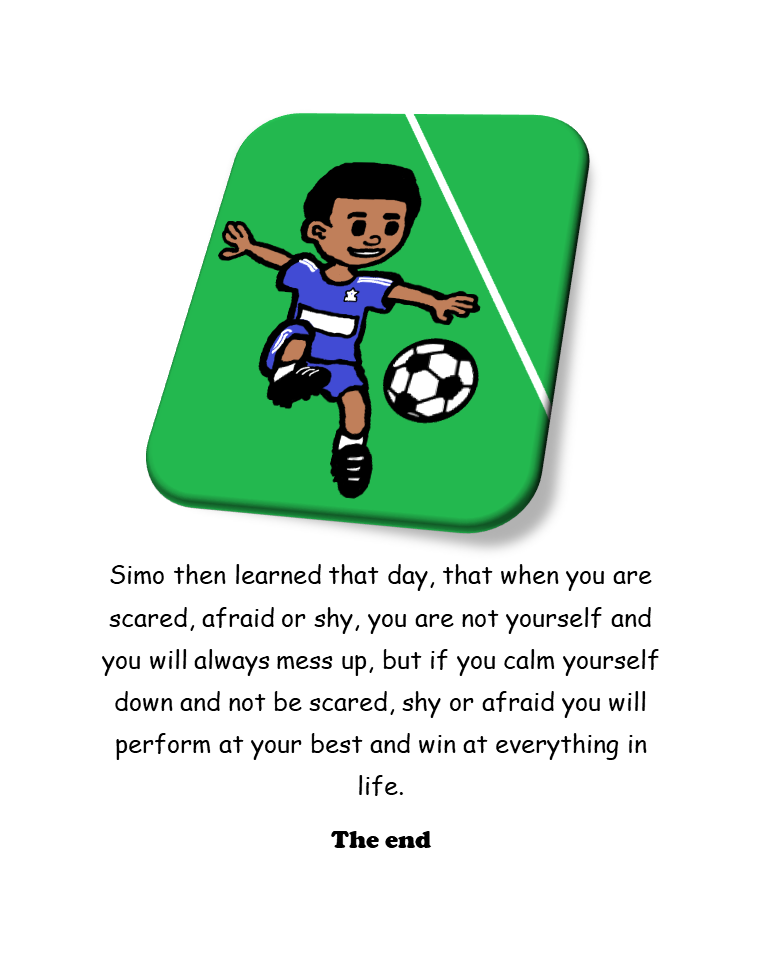 Simo then learned that day, that when you are
scared, afraid or shy, you are not yourself and
you will always mess up, but if you calm yourself
down and not be scared, shy or afraid you will
perform at your best and win at everything in
life.
The end